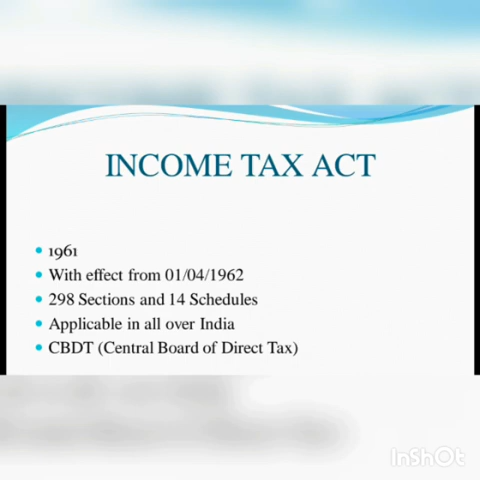 INCOME TAX ACT
1961
With effect from 01/04/1962
298 Sections and 14 Schedules
Applicable in all over India
CBDT (Central Board of Direct Tax)
InShOt